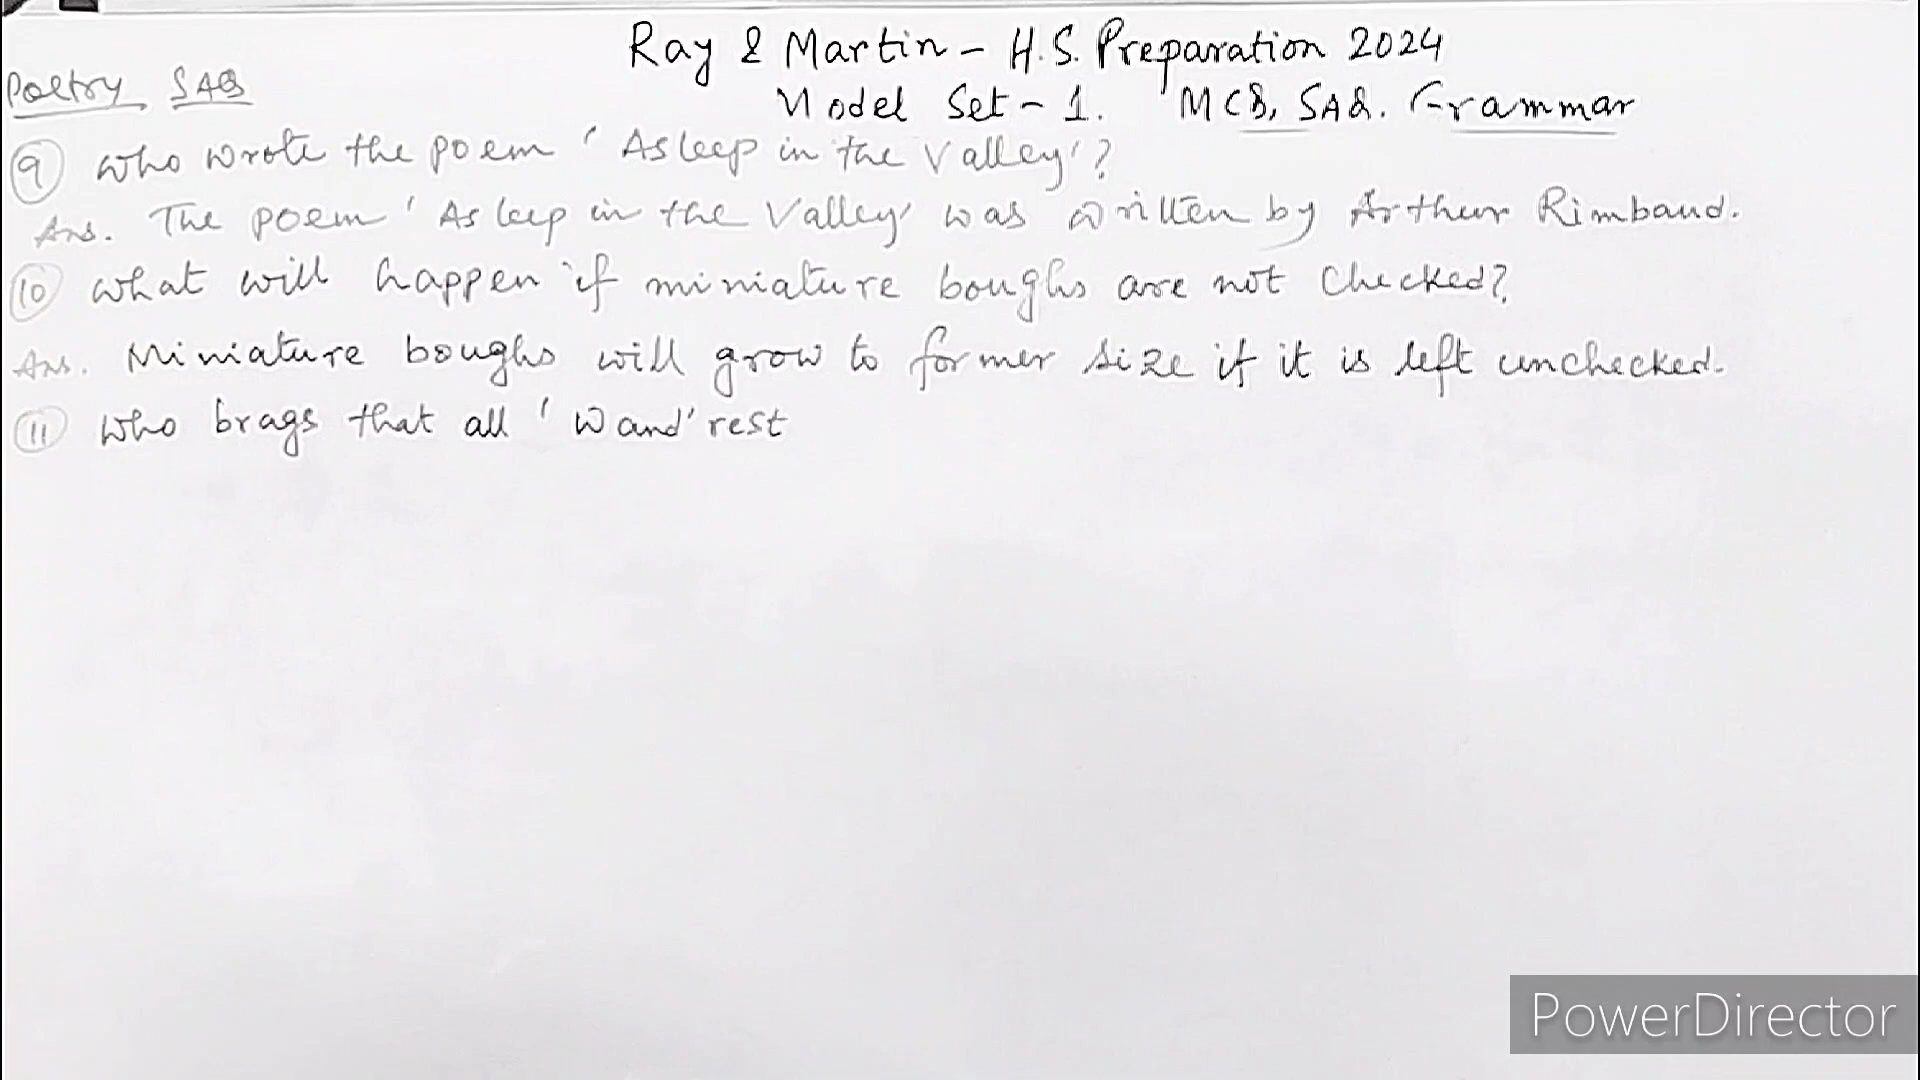 Ray & Martin - H.S. Preparation 2024
Model Set - 1. MCQ, SAQ. Grammar
Poetry SAQ
9 Who wrote the poem 'Asleep in the Valley'?
Ans. The poem 'Asleep in the Valley' was written by Arthur Rimbaud.
10 What will happen if miniature boughs are not checked?
Ans. Miniature boughs will grow to former size if it is left unchecked.
11 Who brags that all 'Wand'rest
PowerDirector